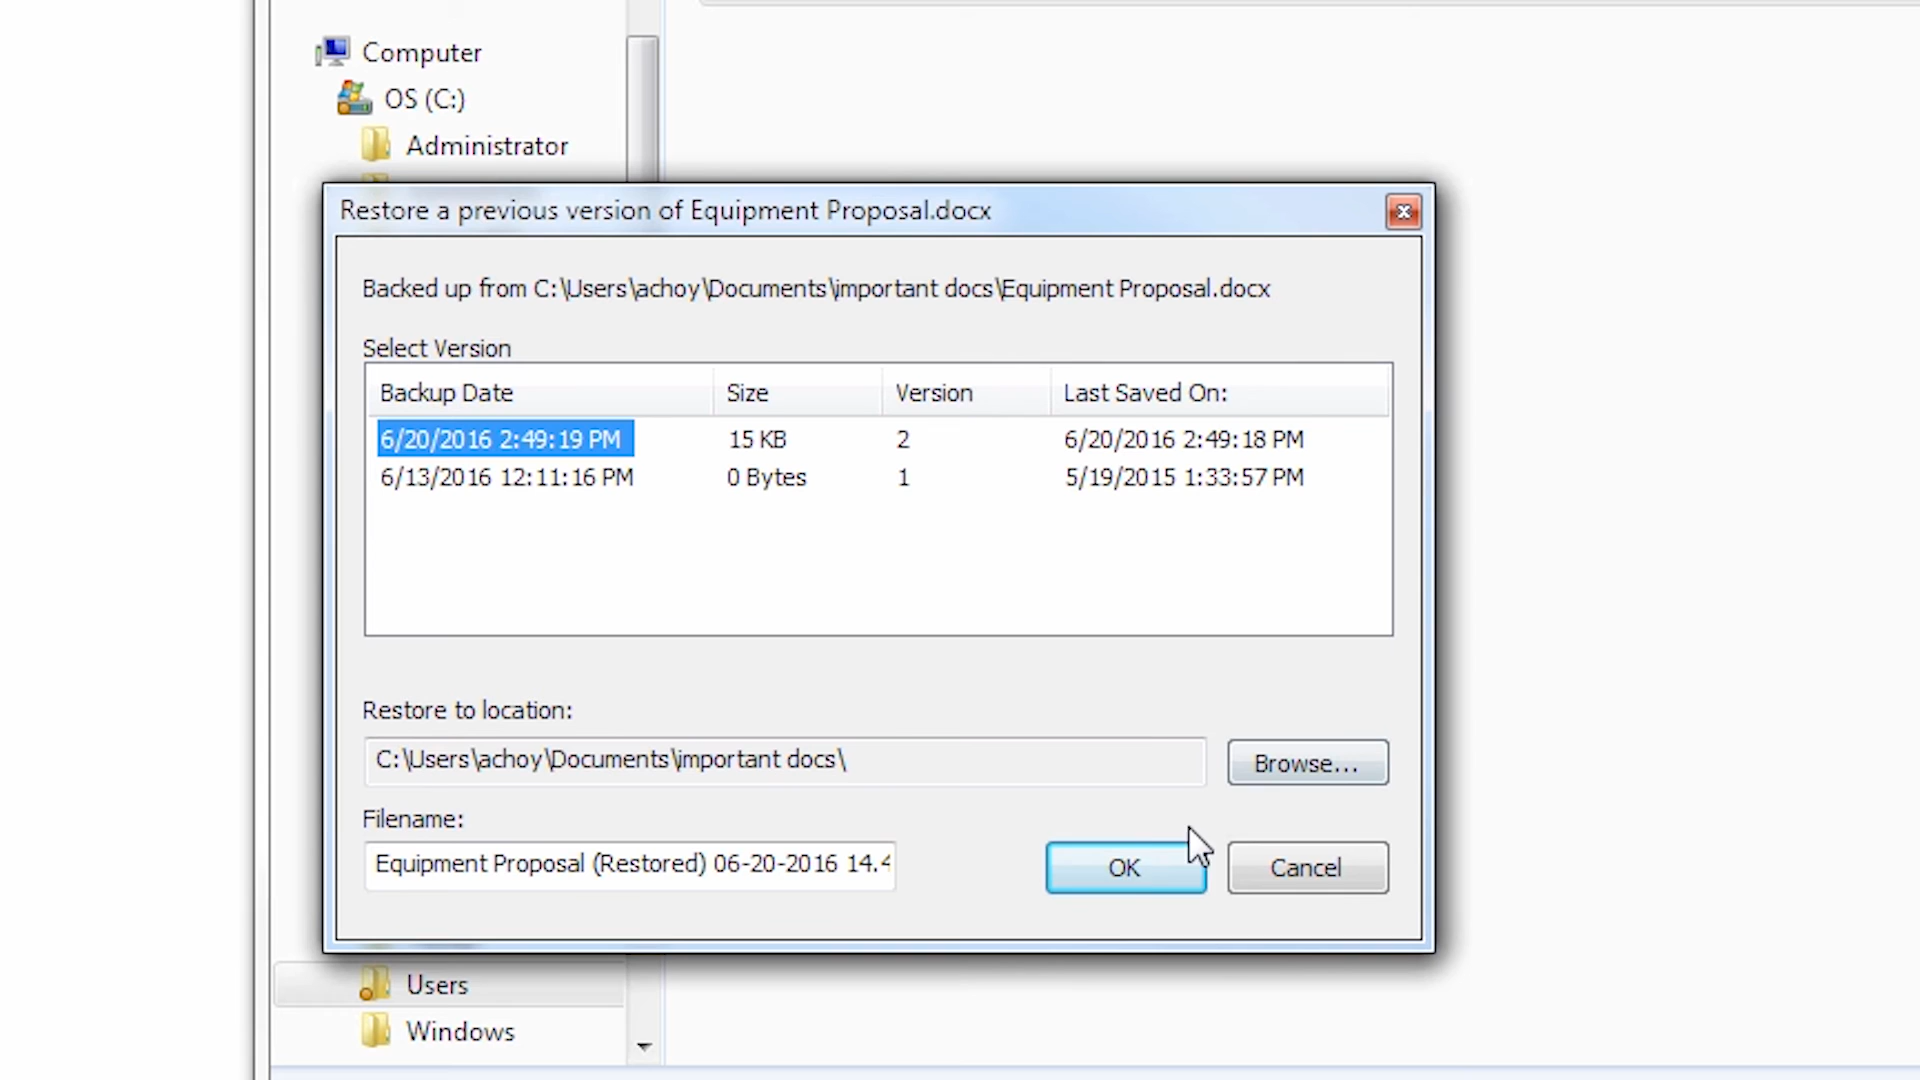 Computer
OS (C:)
Administrator
Restore a previous version of Equipment Proposal.docx
Backed up from C:\Users\achoy\Documents\important docs\Equipment Proposal.docx
Select Version
Backup Date Size Version Last Saved On:
6/20/2016 2:49:19 PM 15 KB 2 6/20/2016 2:49:18 PM
6/13/2016 12:11:16 PM 0 Bytes 1 5/19/2015 1:33:57 PM
Restore to location:
C:\Users\achoy\Documents\important docs\
Browse...
Filename:
Equipment Proposal (Restored) 06-20-2016 14.4
OK
Cancel
Users
Windows